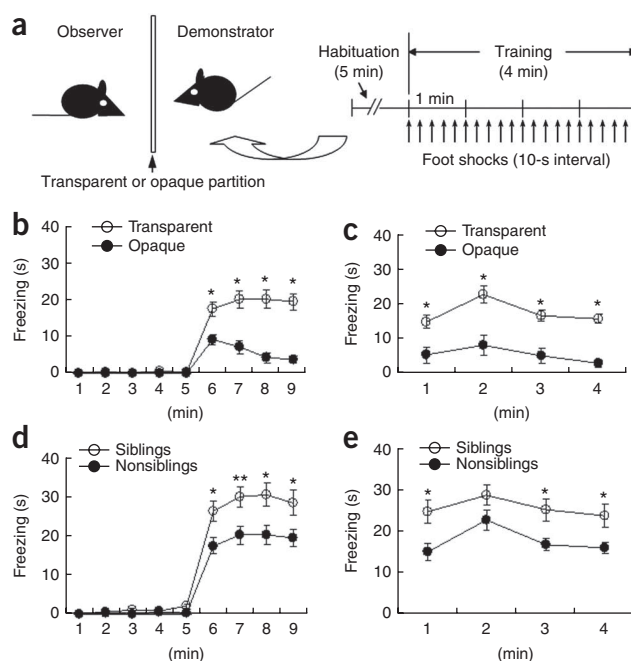 a
Observer
Demonstrator
Transparent or opaque partition
Habituation
(5 min)
Training
(4 min)
1 min
Foot shocks (10-s interval)
b
Transparent
Opaque
Freezing (s)
40
30
20
10
0
* * * *
1 2 3 4 5 6 7 8 9
(min)
c
Transparent
Opaque
Freezing (s)
40
30
20
10
0
* * * *
1 2 3 4
(min)
d
Siblings
Nonsiblings
Freezing (s)
40
30
20
10
0
* ** * *
1 2 3 4 5 6 7 8 9
(min)
e
Siblings
Nonsiblings
Freezing (s)
40
30
20
10
0
* * *
1 2 3 4
(min)